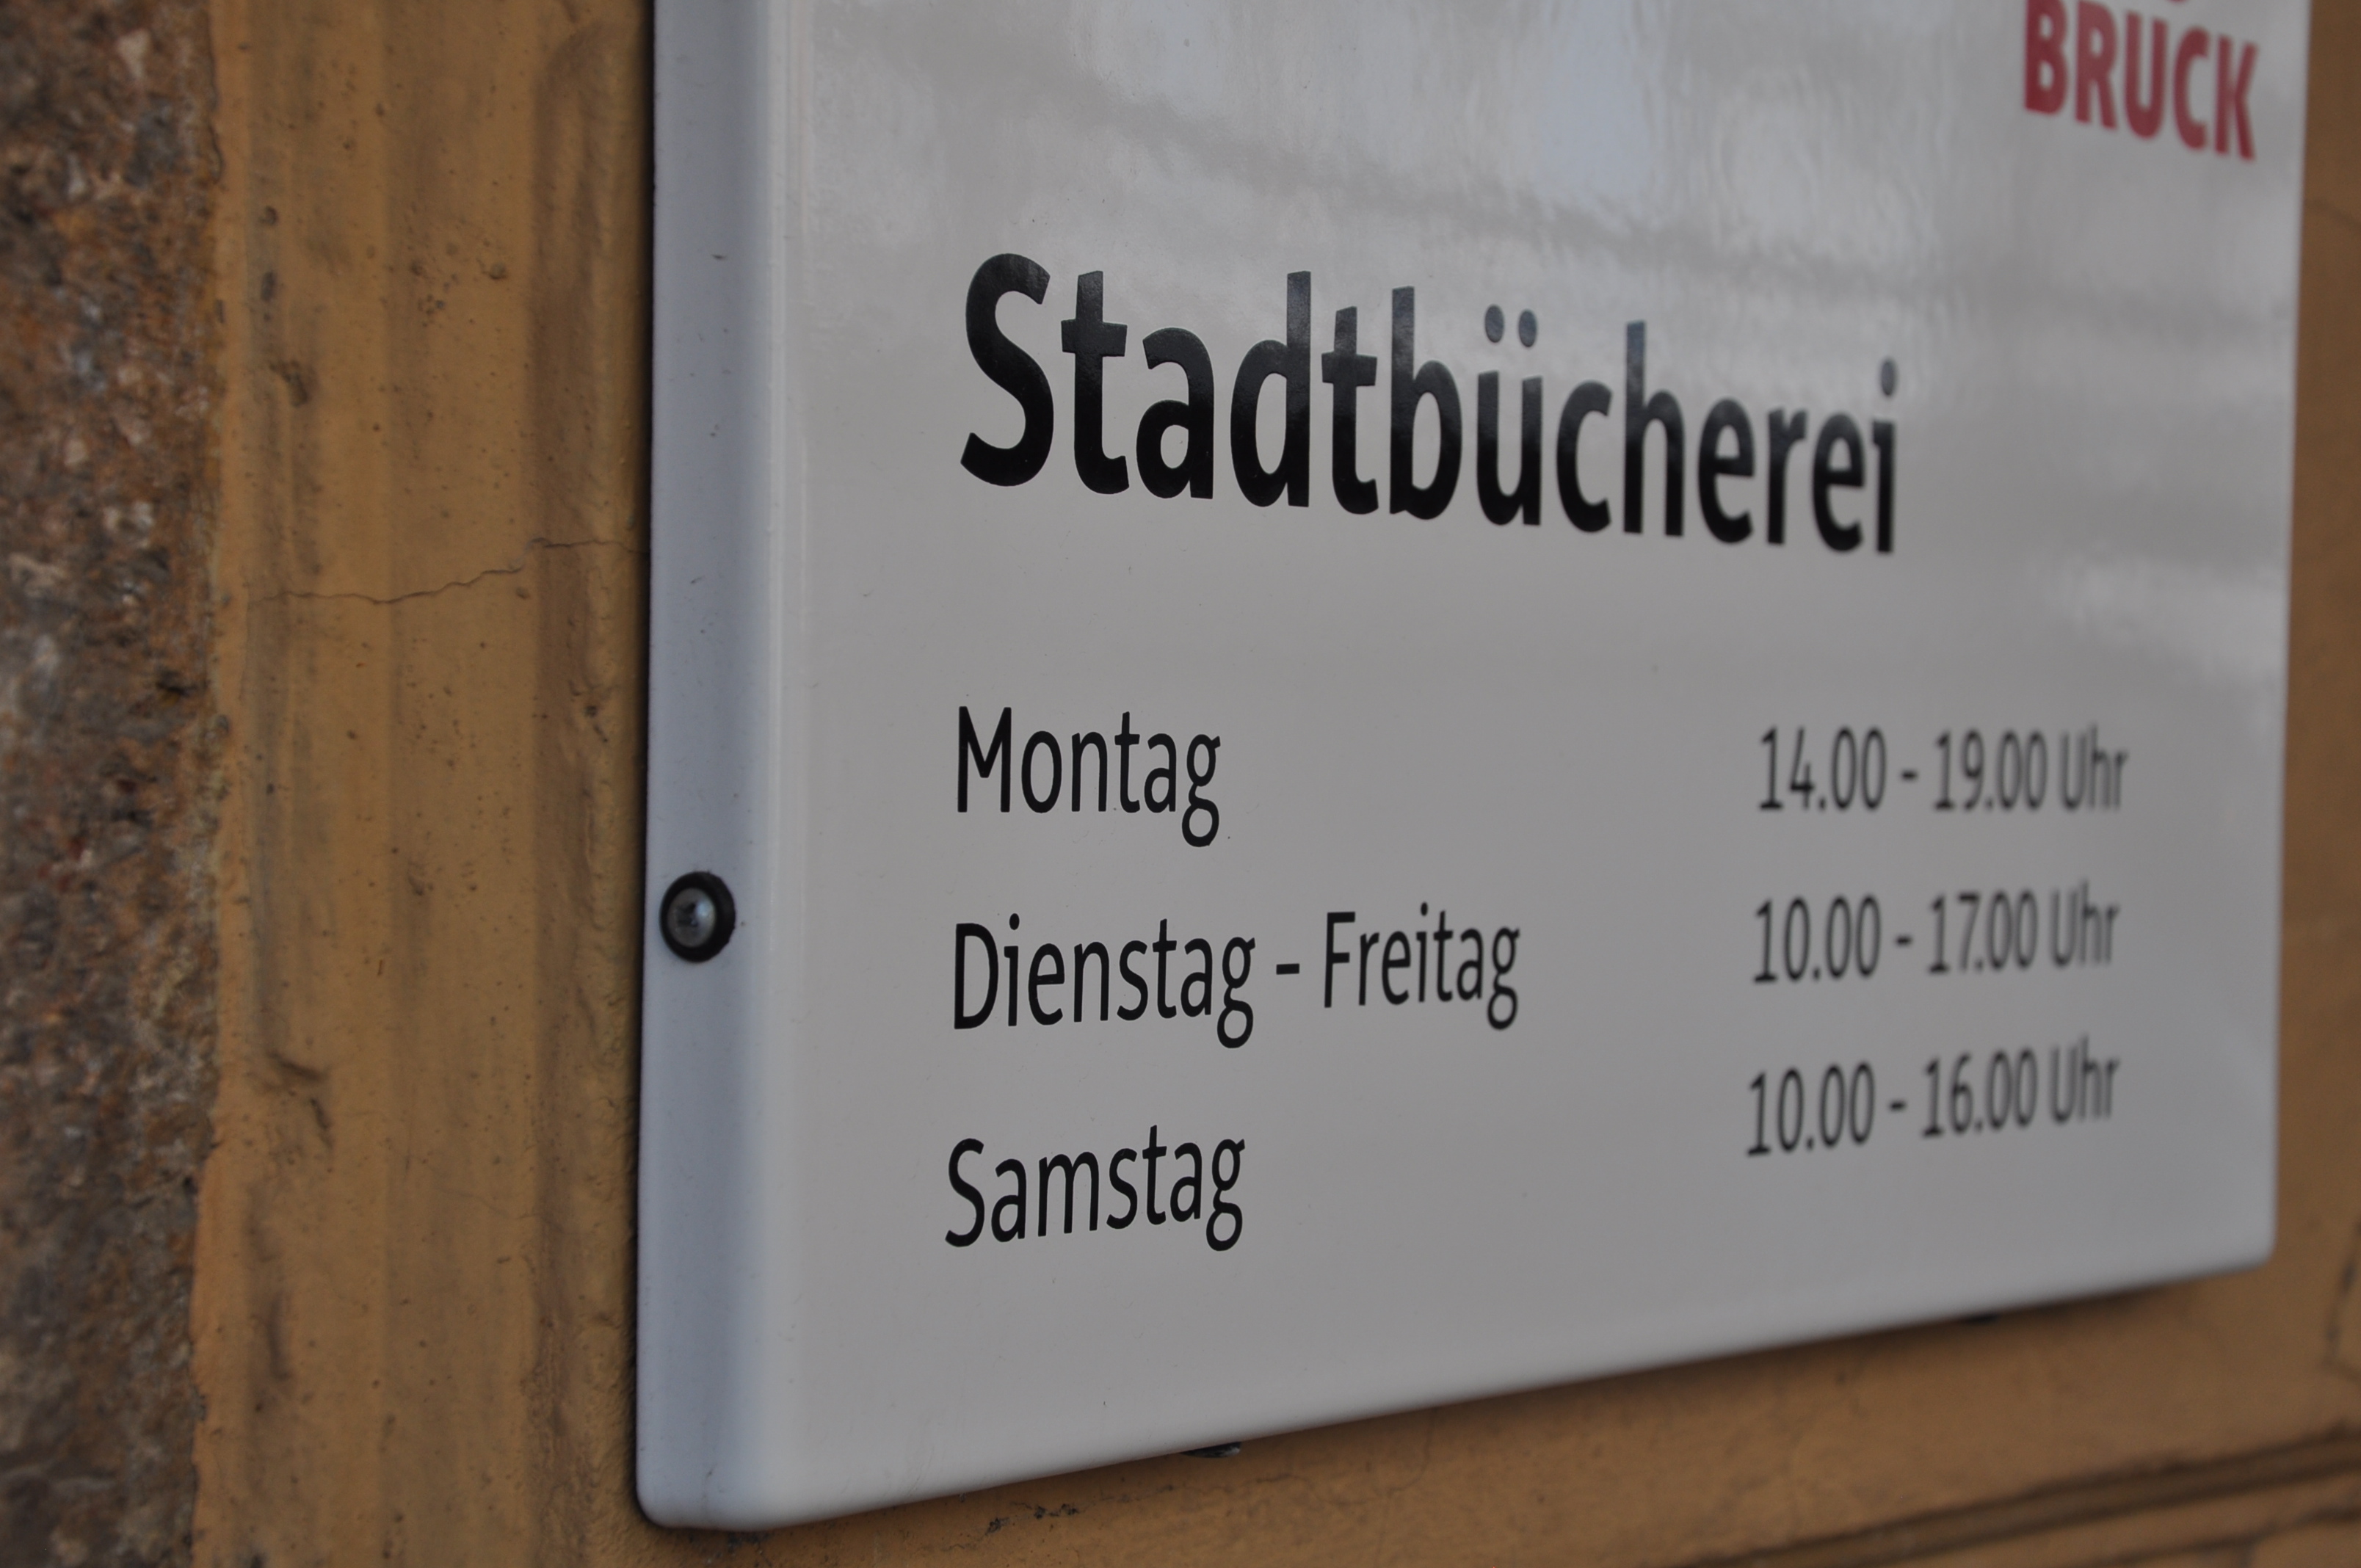 BRUCK
Stadtbücherei
Montag 14.00 - 19.00 Uhr
Dienstag - Freitag 10.00 - 17.00 Uhr
Samstag 10.00 - 16.00 Uhr